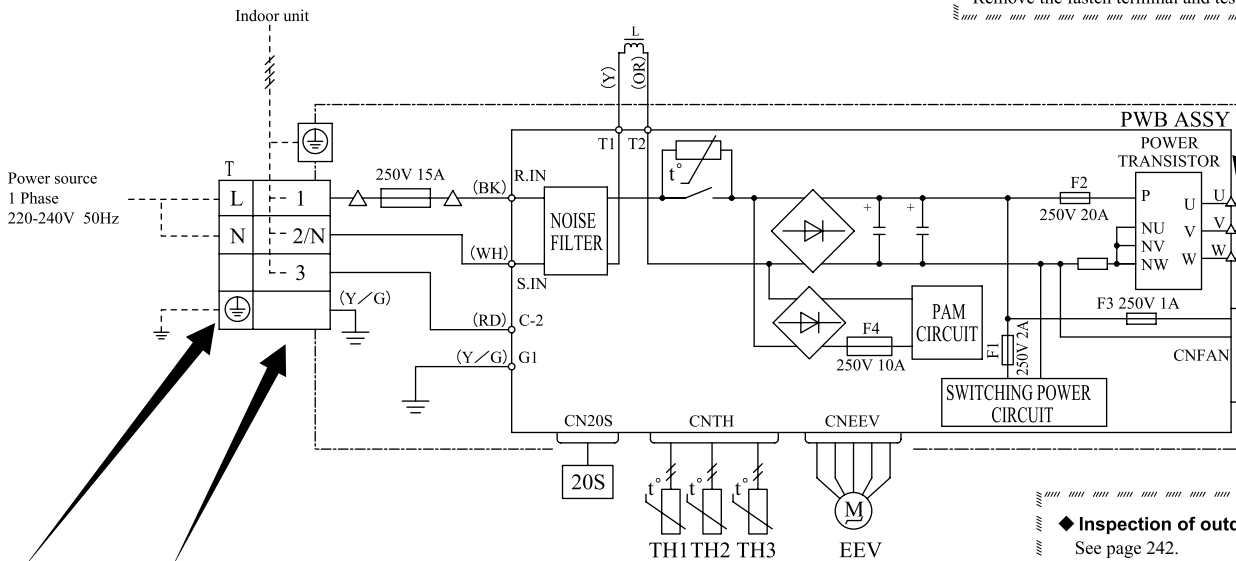 Remove the fasten terminal and tes
Indoor unit
L
(Y)
(OR)
PWB ASSY
T1 T2
POWER
TRANSISTOR
T
250V 15A
Power source
1 Phase
220-240V 50Hz
L
1
(BK)
R.IN
t°
F2
250V 20A
P
U
U
NOISE
FILTER
+
+
N
2/N
(WH)
S.IN
NU
NV
NW
V
V
W
W
3
(Y/G)
(RD)
C-2
PAM
CIRCUIT
F4
250V 10A
F1
250V 2A
F3 250V 1A
(Y/G)
G1
CNFAN
SWITCHING POWER
CIRCUIT
CN20S
CNTH
CNEEV
20S
t°
t°
t°
M
TH1 TH2 TH3
EEV
◆ Inspection of outd
See page 242.